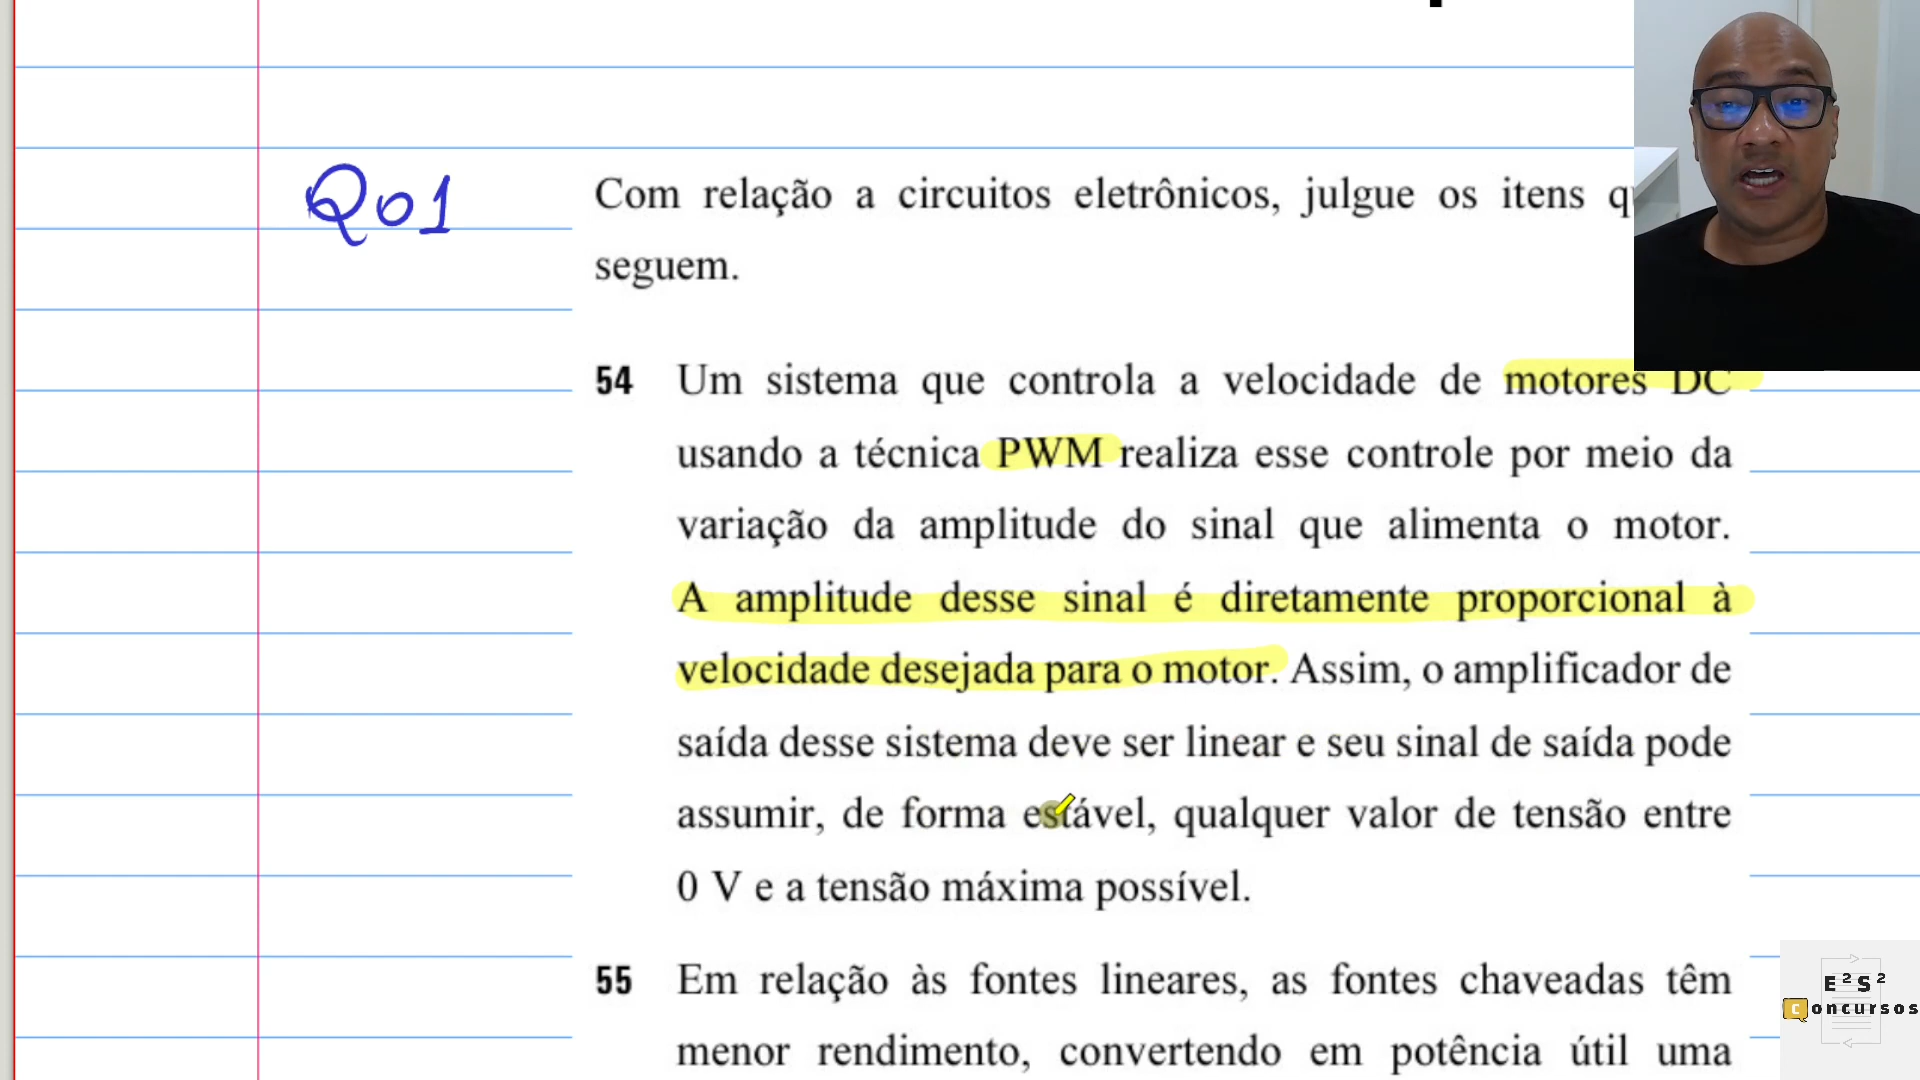 Q01
Com relação a circuitos eletrônicos, julgue os itens
seguem.
54 Um sistema que controla a velocidade de motores DC
usando a técnica PWM realiza esse controle por meio da
variação da amplitude do sinal que alimenta o motor.
A amplitude desse sinal é diretamente proporcional à
velocidade desejada para o motor. Assim, o amplificador de
saída desse sistema deve ser linear e seu sinal de saída pode
assumir, de forma estável, qualquer valor de tensão entre
0 V e a tensão máxima possível.
55 Em relação às fontes lineares, as fontes chaveadas têm
menor rendimento, convertendo em potência útil uma
E²S²
Concursos